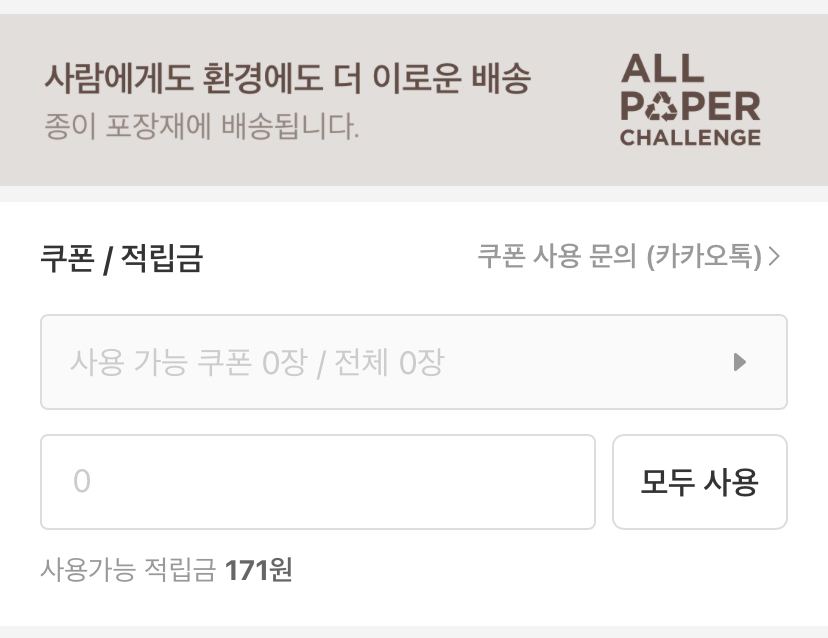 사람에게도 환경에도 더 이로운 배송
종이 포장재에 배송됩니다.
ALL
PAPER
CHALLENGE
쿠폰 / 적립금
쿠폰 사용 문의 (카카오톡)
사용 가능 쿠폰 0장 / 전체 0장
0
모두 사용
사용가능 적립금 171원